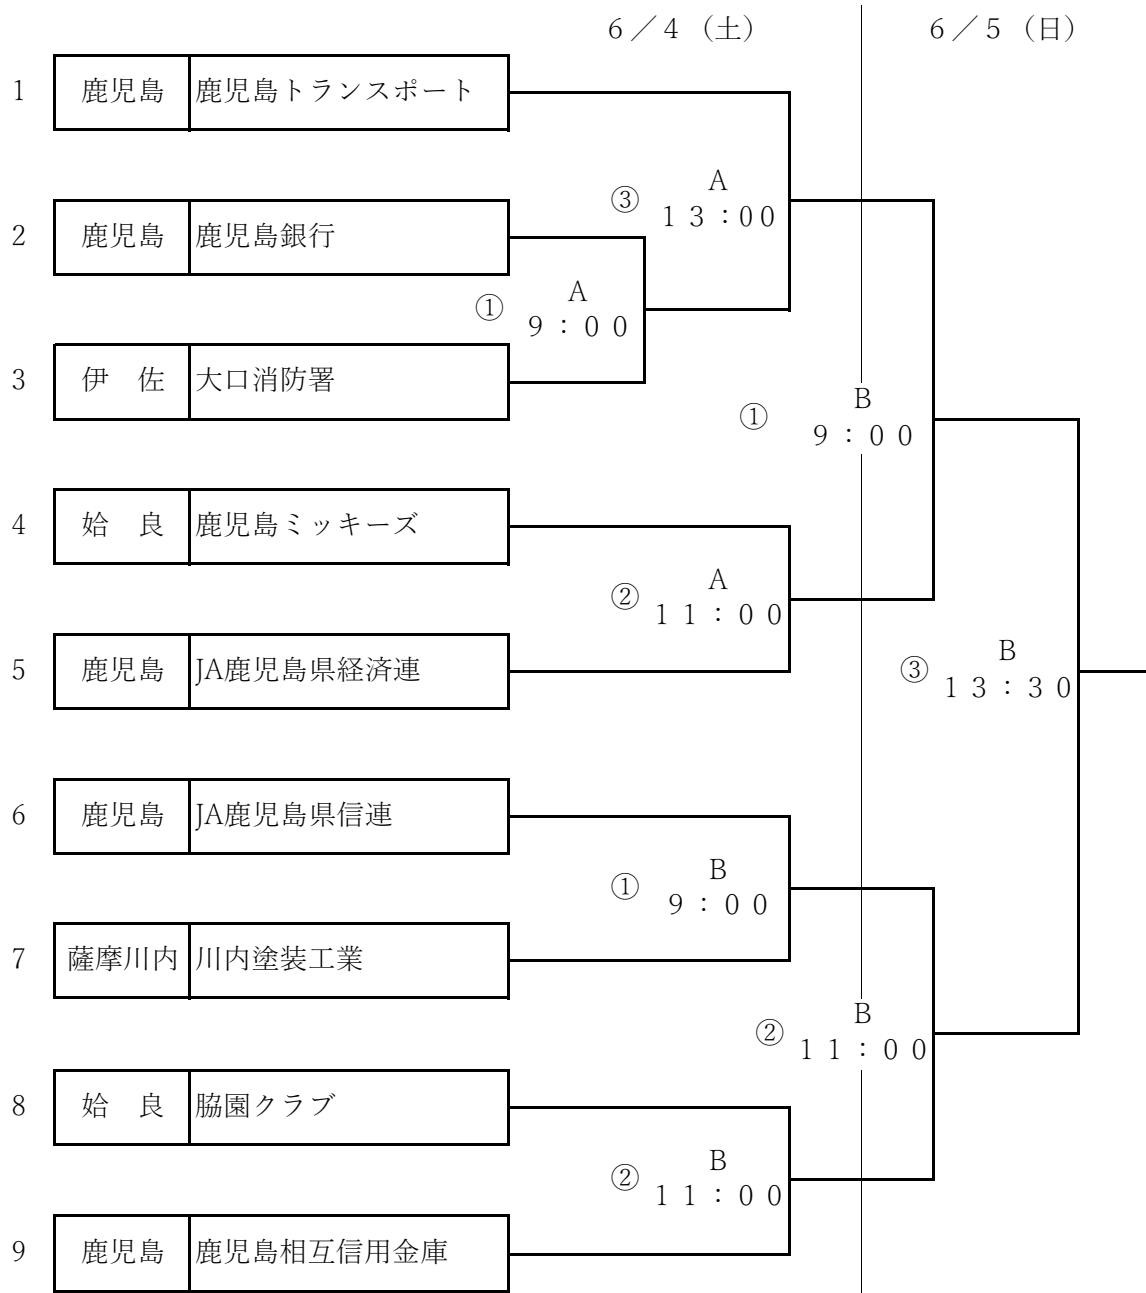 ６／４（土）　６／５（日）
1　鹿児島　鹿児島トランスポート
A
③　１３：00
2　鹿児島　鹿児島銀行
A
①　９：００
3　伊　佐　大口消防署
B
①　９：００
4　姶　良　鹿児島ミッキーズ
A
②　１１：００
5　鹿児島　JA鹿児島県経済連
B
③　１３：３０
6　鹿児島　JA鹿児島県信連
B
①　９：００
7　薩摩川内　川内塗装工業
B
②　１１：００
8　姶　良　脇園クラブ
B
②　１１：００
9　鹿児島　鹿児島相互信用金庫